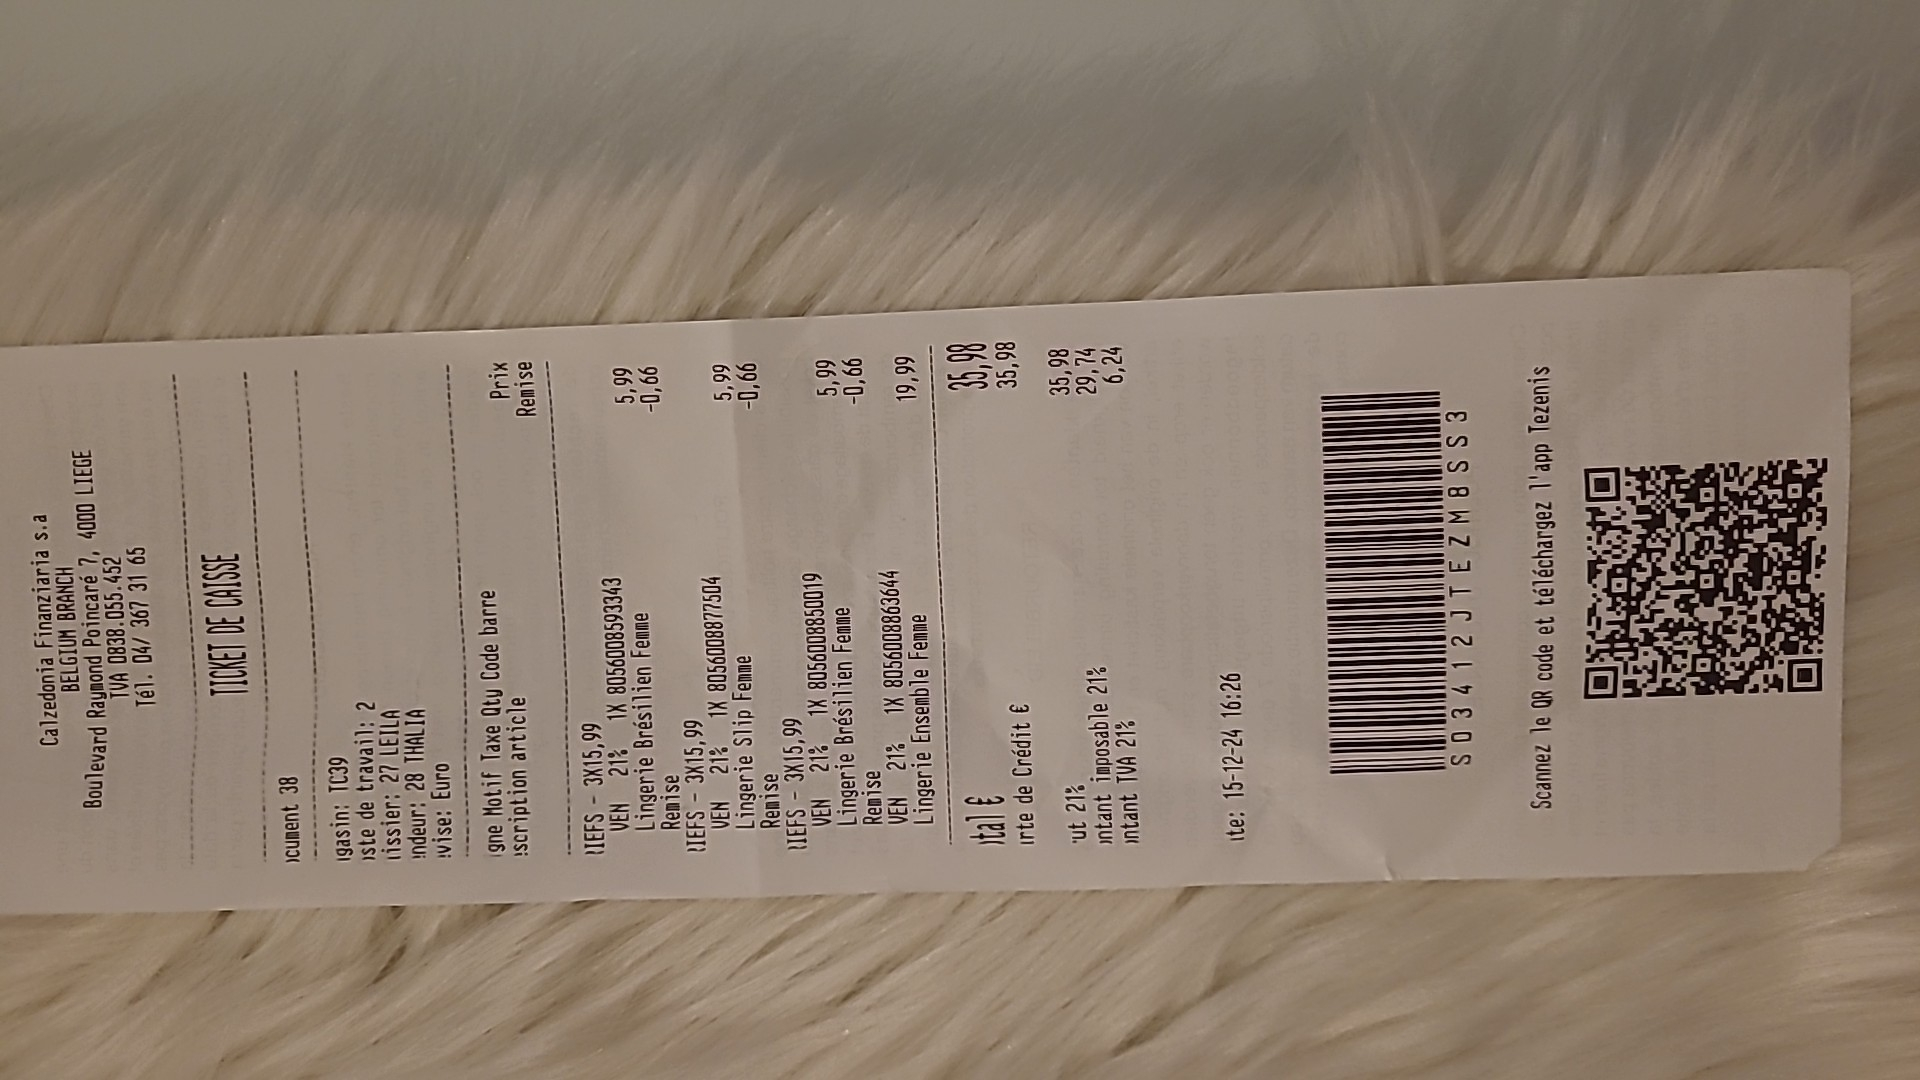 Calzedonia Finanziaria s.a
BELGIUM BRANCH
Boulevard Raymond Poincaré 7, 4000 LIEGE
TVA 0838.055.452
Tél. 04/ 367 31 65
TICKET DE CAISSE
cument 38
gasin: TC39
ste de travail: 2
issier: 27 LEILA
ndeur: 28 THALIA
vise: Euro
gne Motif Taxe Qty Code barre Prix
scription article Remise
RIEFS - 3X15,99
VEN 21% 1X 8056008593343 5,99
Lingerie Brésilien Femme -0,66
Remise
RIEFS - 3X15,99
VEN 21% 1X 8056008877504 5,99
Lingerie Slip Femme -0,66
Remise
RIEFS - 3X15,99
VEN 21% 1X 8056008850019 5,99
Lingerie Brésilien Femme -0,66
Remise
VEN 21% 1X 8056008863644 19,99
Lingerie Ensemble Femme
tal € 35,98
rte de Crédit € 35,98
ut 21% 35,98
ntant imposable 21% 29,74
ntant TVA 21% 6,24
te: 15-12-24 16:26
S03412JTEZM8SS3
Scannez le QR code et téléchargez l'app Tezenis